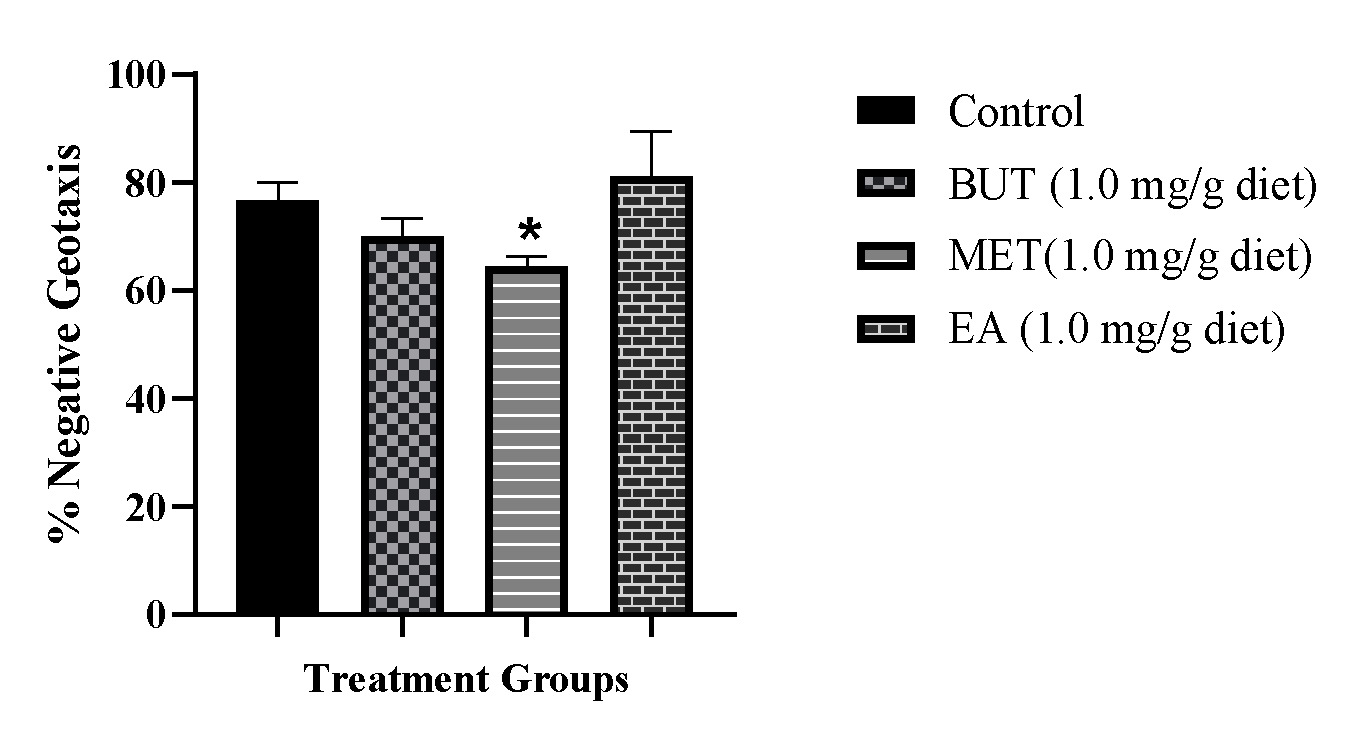 100
80
60
40
20
0
% Negative Geotaxis
*
Treatment Groups
Control
BUT (1.0 mg/g diet)
MET(1.0 mg/g diet)
EA (1.0 mg/g diet)